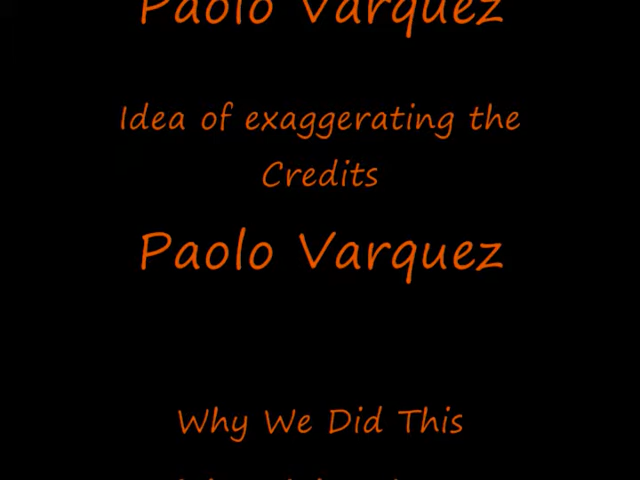 Paolo Varquez
Idea of exaggerating the
Credits
Paolo Varquez
Why We Did This